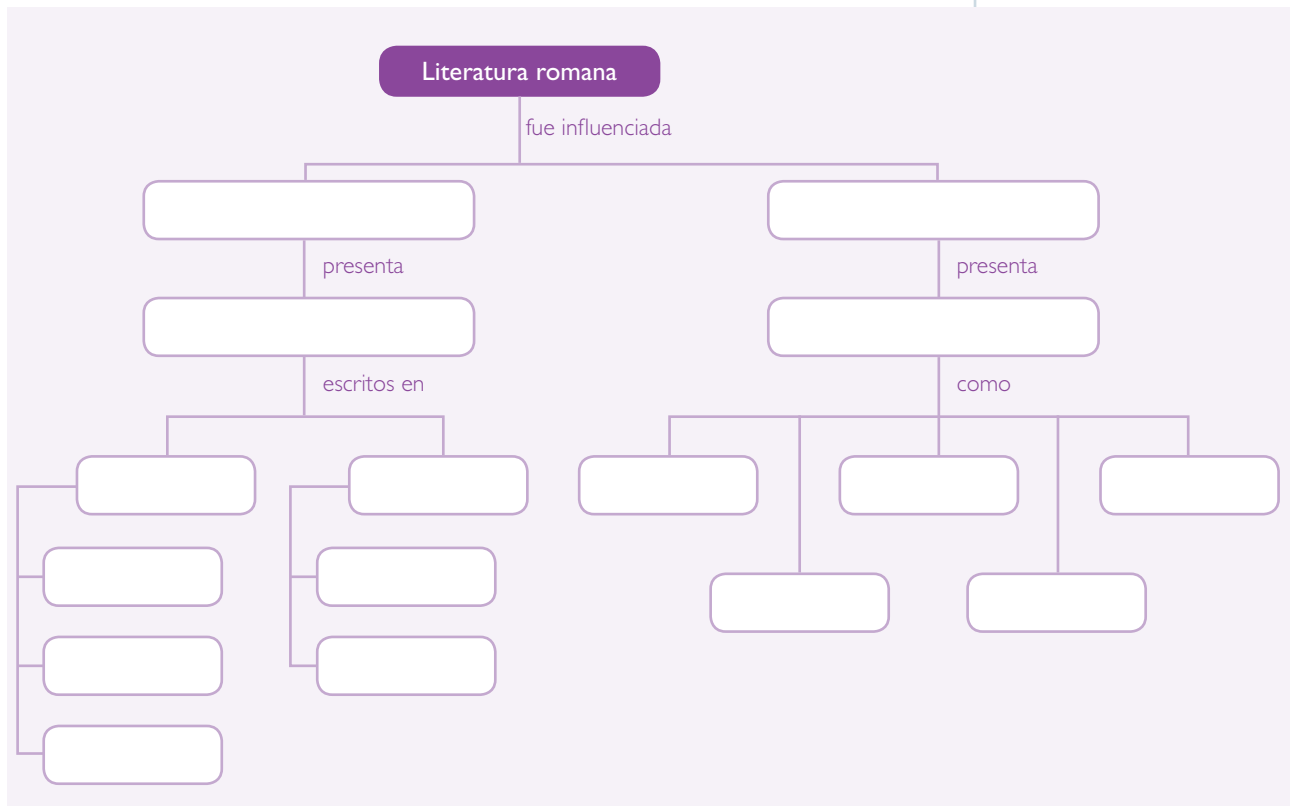 Literatura romana
fue influenciada
presenta
presenta
escritos en
como